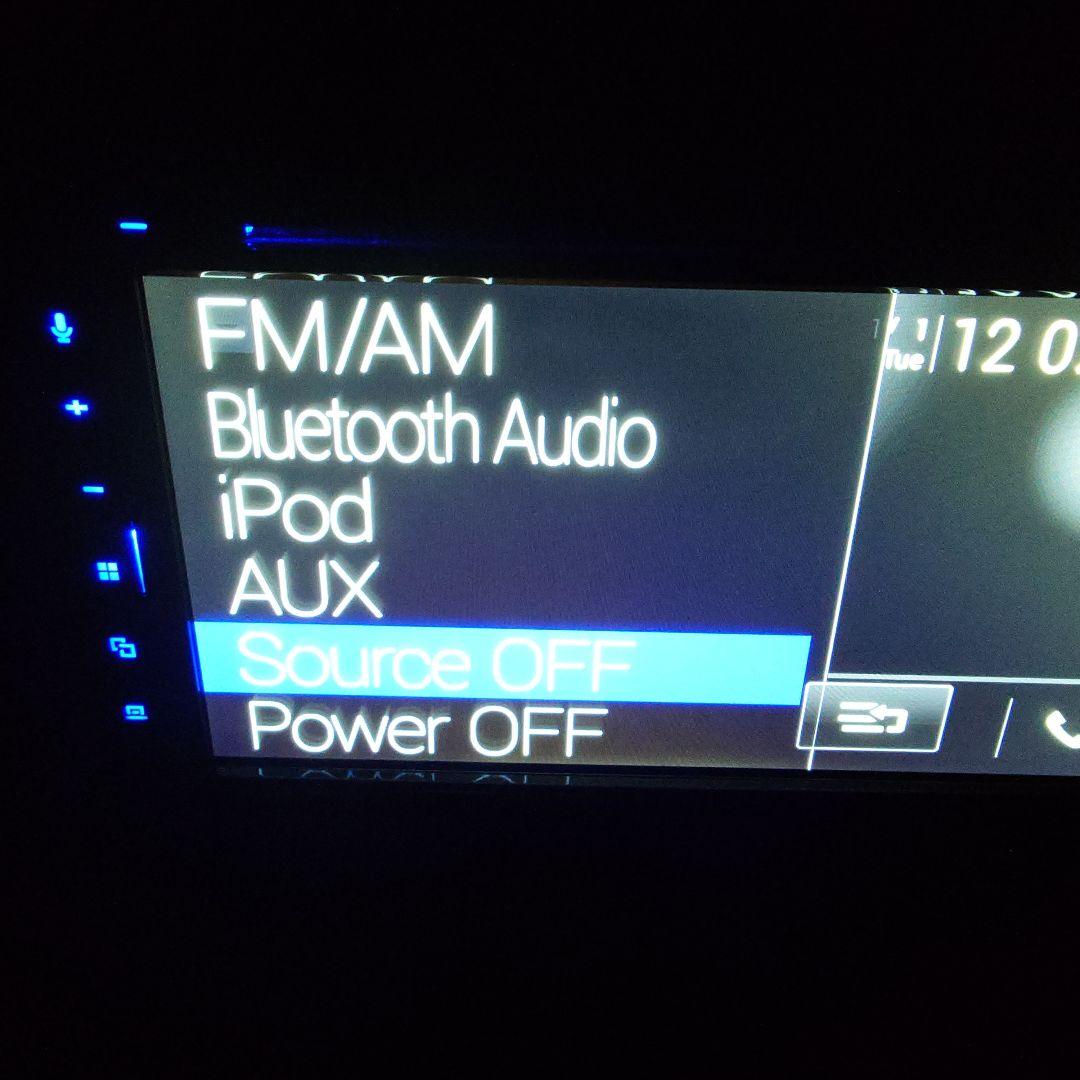 FM/AM
Bluetooth Audio
iPod
AUX
Source OFF
Power OFF
Tue
12